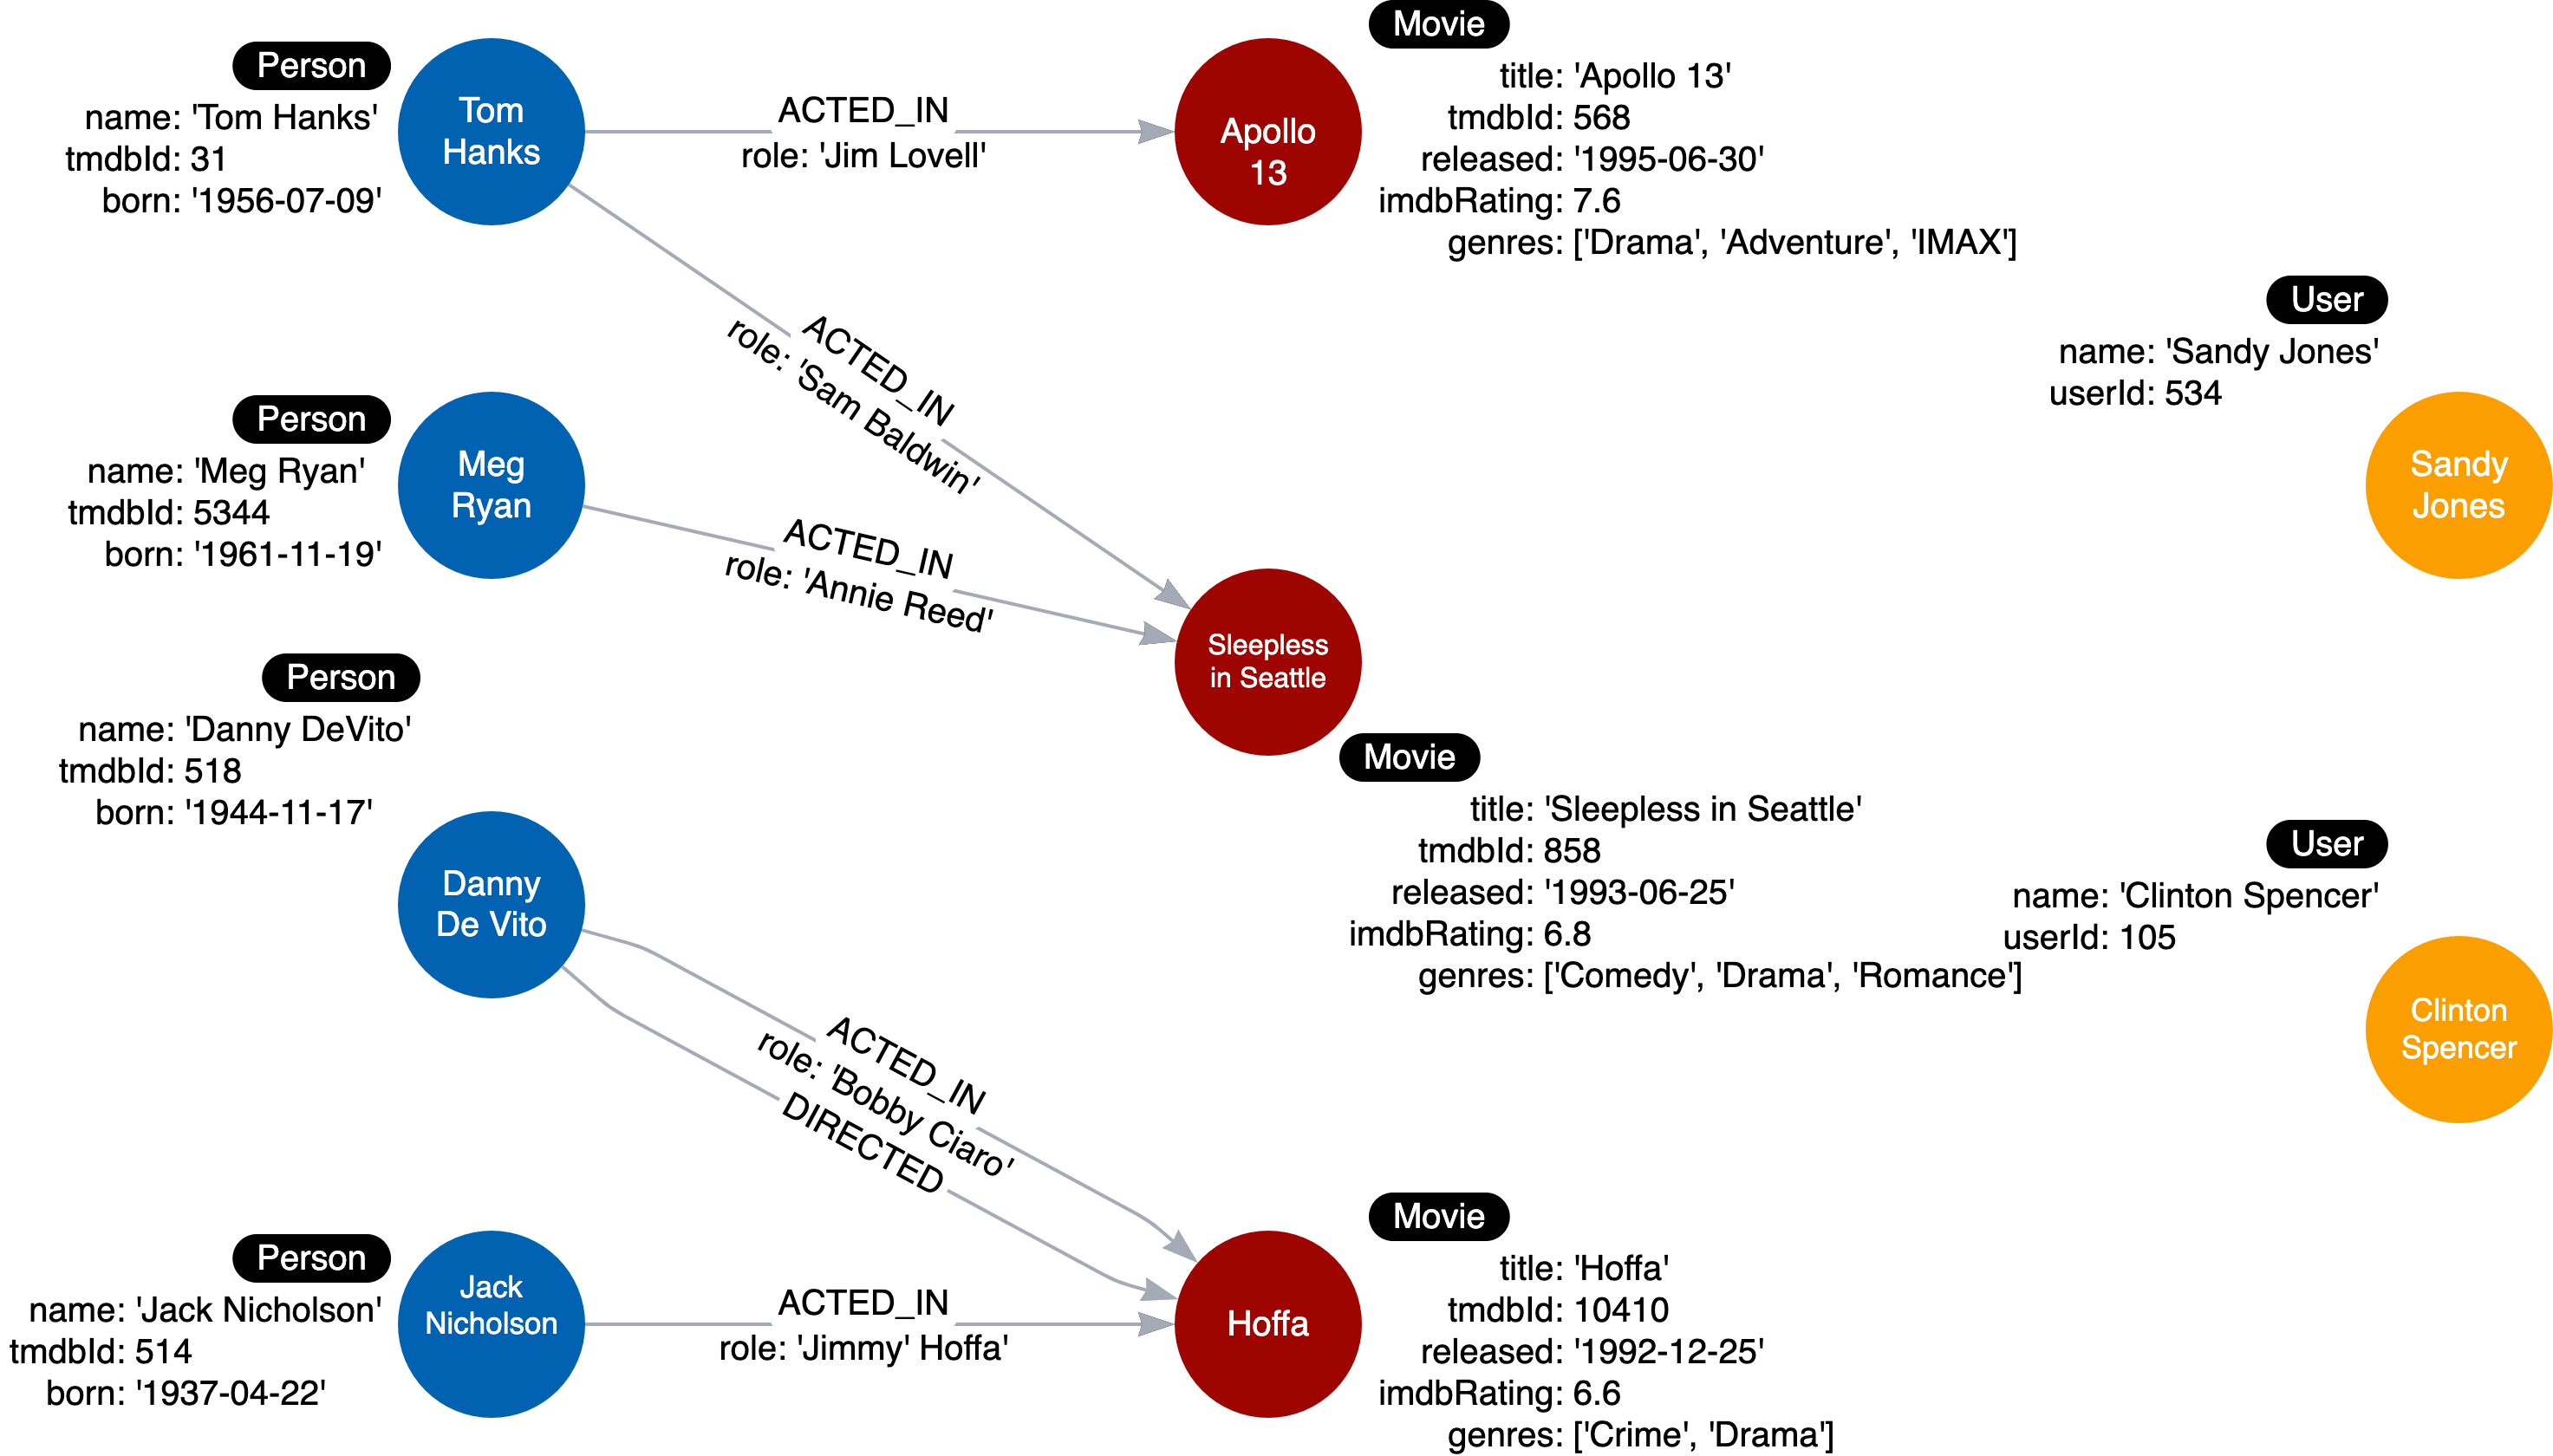 Person
name: 'Tom Hanks'
tmdbId: 31
born: '1956-07-09'
Tom
Hanks
ACTED_IN
role: 'Jim Lovell'
Apollo
13
Movie
title: 'Apollo 13'
tmdbId: 568
released: '1995-06-30'
imdbRating: 7.6
genres: ['Drama', 'Adventure', 'IMAX']
ACTED_IN
role: 'Sam Baldwin'
User
name: 'Sandy Jones'
userId: 534
Sandy
Jones
Person
name: 'Meg Ryan'
tmdbId: 5344
born: '1961-11-19'
Meg
Ryan
ACTED_IN
role: 'Annie Reed'
Sleepless
in Seattle
Movie
title: 'Sleepless in Seattle'
tmdbId: 858
released: '1993-06-25'
imdbRating: 6.8
genres: ['Comedy', 'Drama', 'Romance']
User
name: 'Clinton Spencer'
userId: 105
Clinton
Spencer
Person
name: 'Danny DeVito'
tmdbId: 518
born: '1944-11-17'
Danny
De Vito
ACTED_IN
role: 'Bobby Ciaro'
DIRECTED
Person
name: 'Jack Nicholson'
tmdbId: 514
born: '1937-04-22'
Jack
Nicholson
ACTED_IN
role: 'Jimmy' Hoffa'
Hoffa
Movie
title: 'Hoffa'
tmdbId: 10410
released: '1992-12-25'
imdbRating: 6.6
genres: ['Crime', 'Drama']